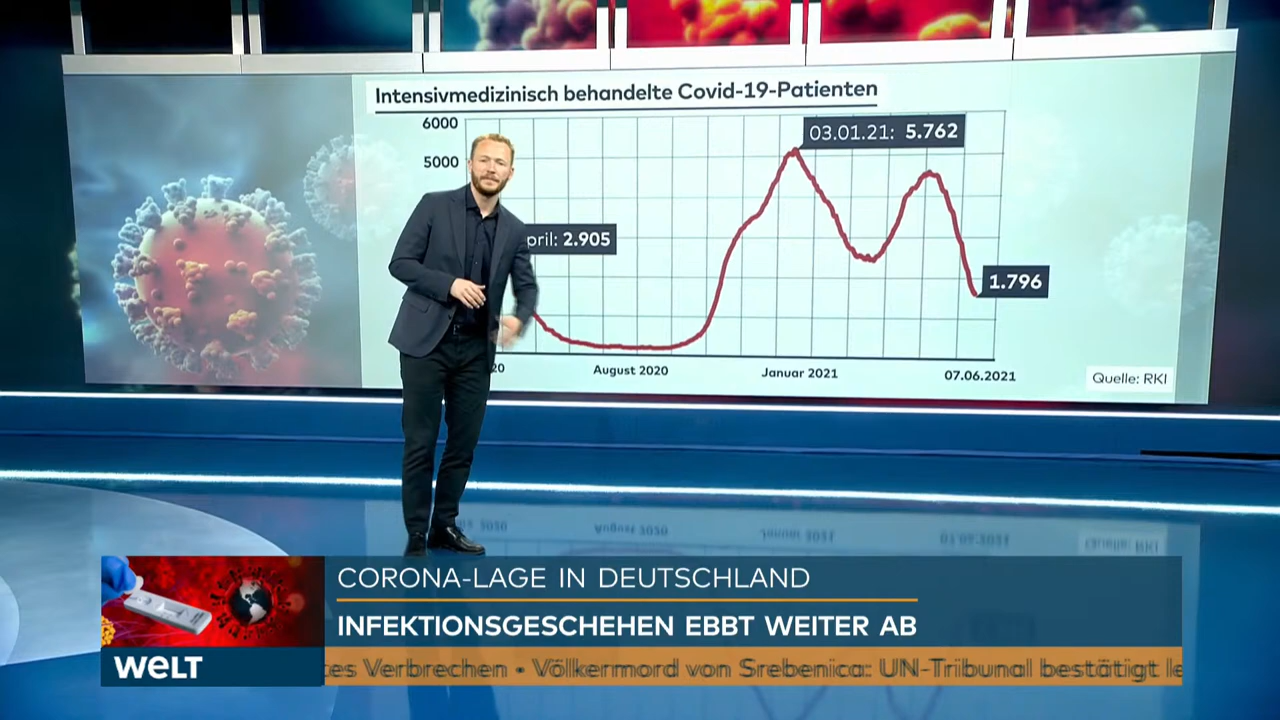 Intensivmedizinisch behandelte Covid-19-Patienten
6000
03.01.21: 5.762
5000
pril: 2.905
1.796
20
August 2020
Januar 2021
07.06.2021
Quelle: RKI
CORONA-LAGE IN DEUTSCHLAND
INFEKTIONSGESCHEHEN EBBT WEITER AB
welt
tes Verbrechen • Völkermord von Srebenica: UN-Tribunal bestätigt le